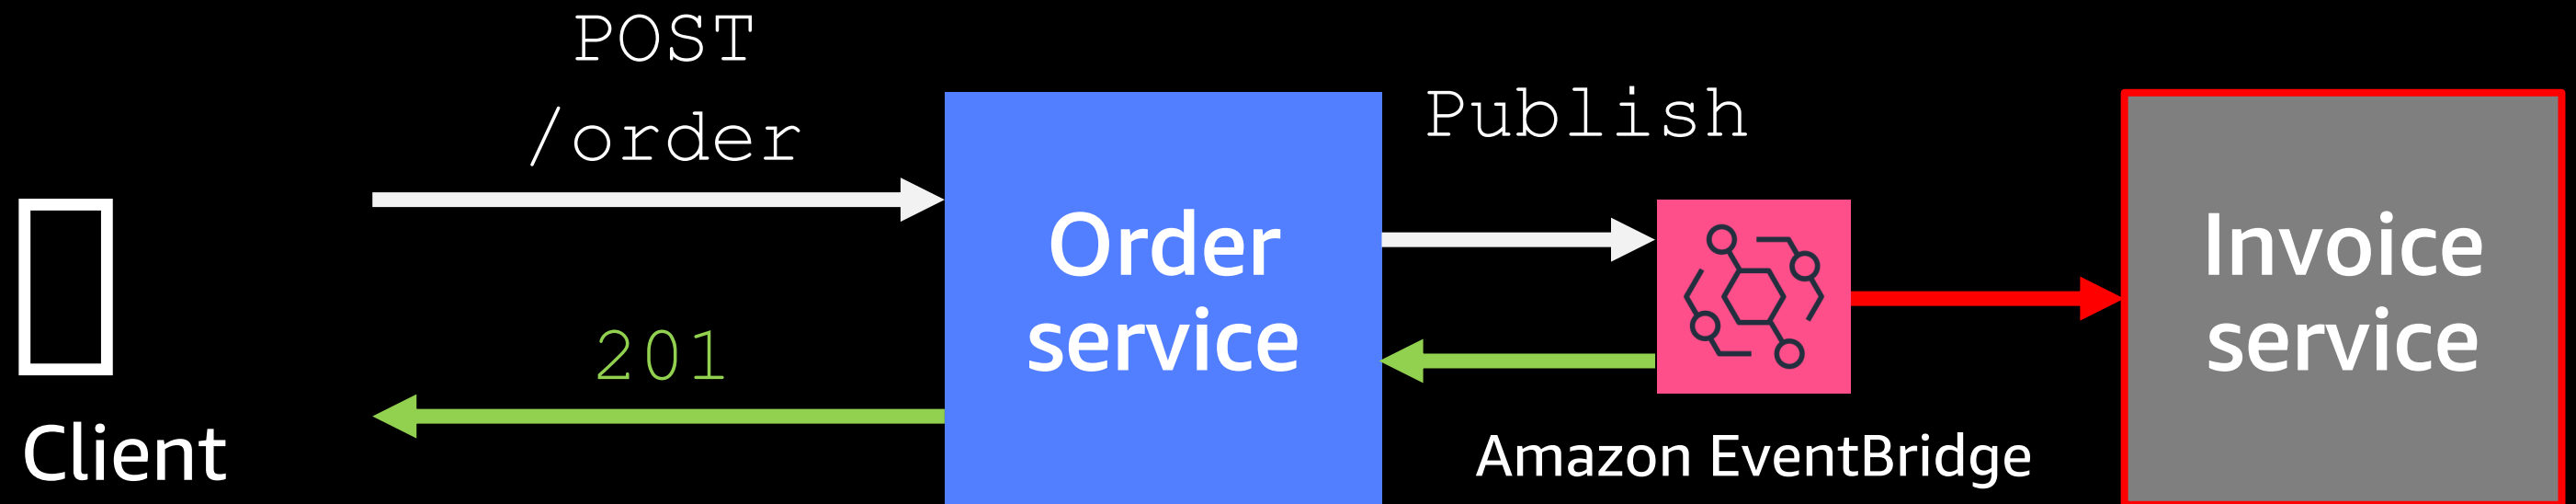 POST
/order
Publish
Order
service
Invoice
service
201
Client
Amazon EventBridge